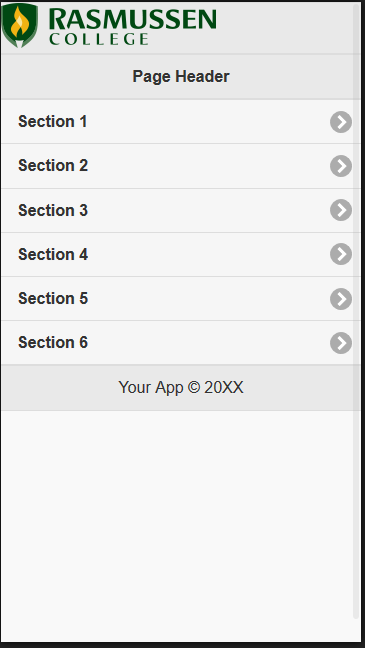 RASMUSSEN
COLLEGE
Page Header
Section 1
Section 2
Section 3
Section 4
Section 5
Section 6
Your App © 20XX